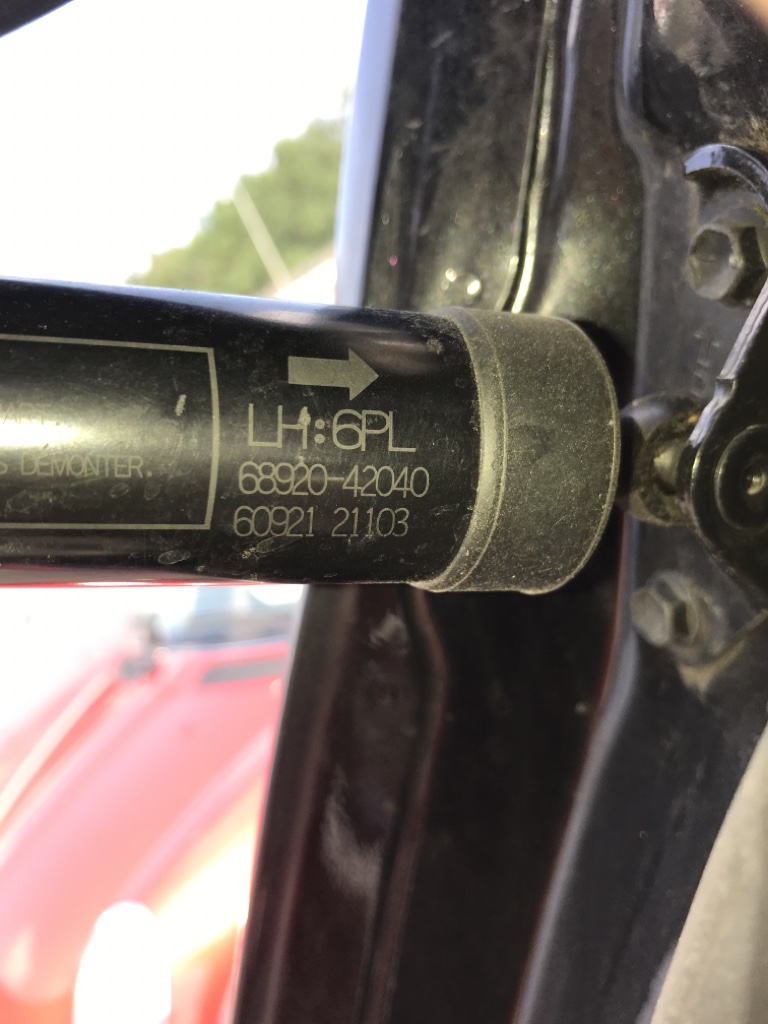 S DEMONTER.
LH:6PL
68920-42040
60921 21103